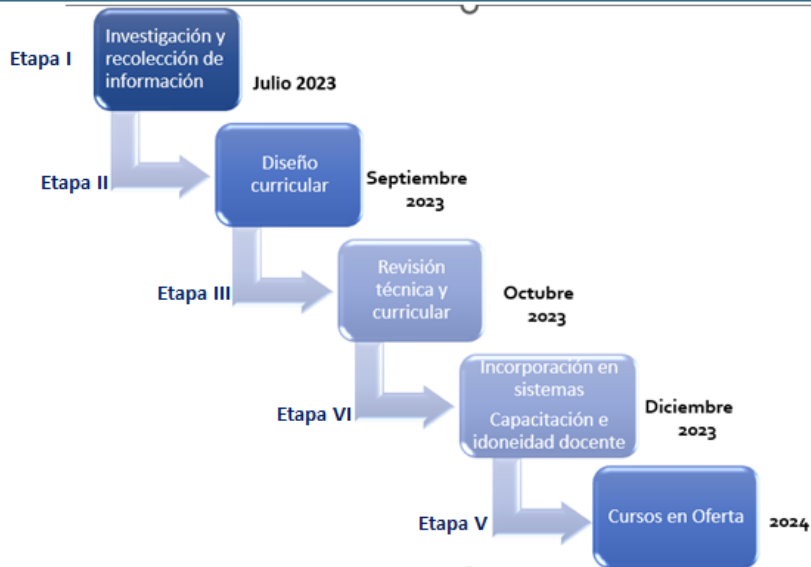 Etapa I
Investigación y
recolección de
información
Julio 2023
Etapa II
Diseño
curricular
Septiembre
2023
Etapa III
Revisión
técnica y
curricular
Octubre
2023
Etapa VI
Incorporación en
sistemas
Capacitación e
idoneidad docente
Diciembre
2023
Etapa V
Cursos en Oferta
2024